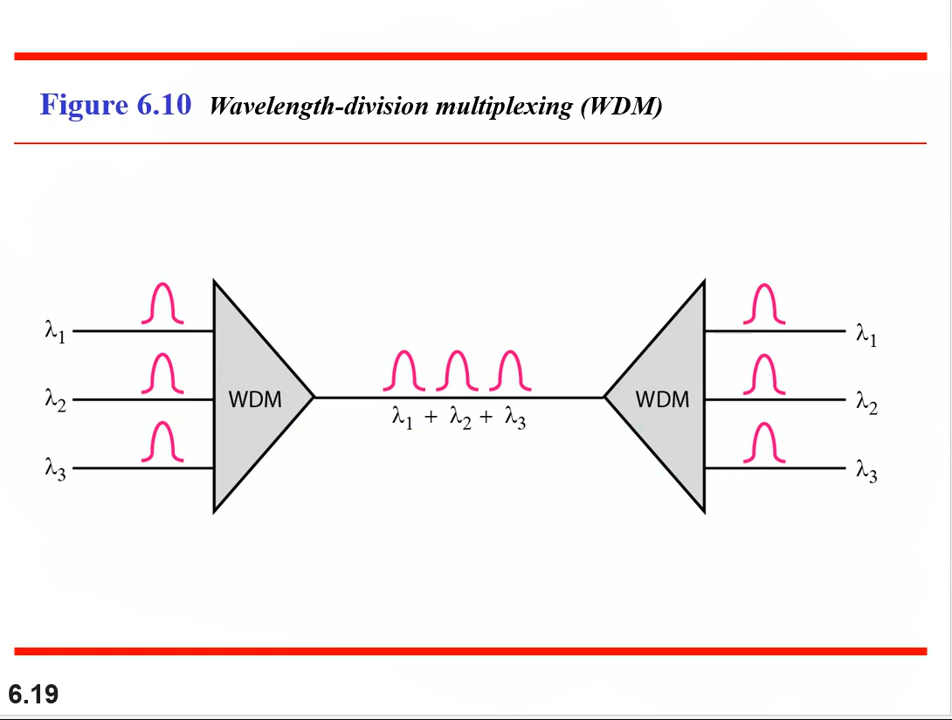 Figure 6.10 Wavelength-division multiplexing (WDM)
λ1
λ2
λ3
WDM
λ1 + λ2 + λ3
WDM
λ1
λ2
λ3
6.19